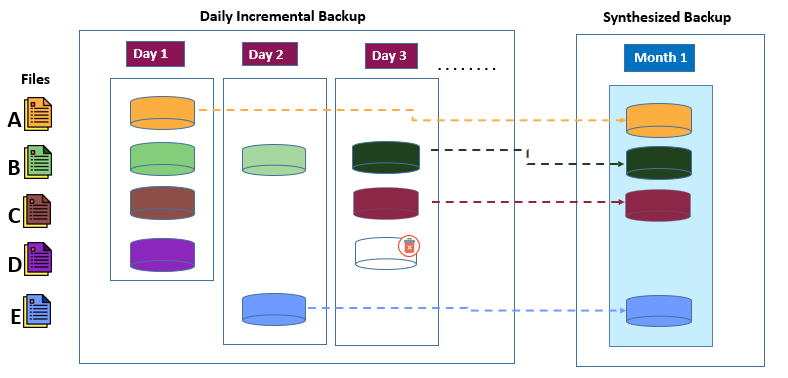 Daily Incremental Backup
Synthesized Backup
Day 1
Day 2
Day 3
........
Month 1
Files
A
B
C
D
E